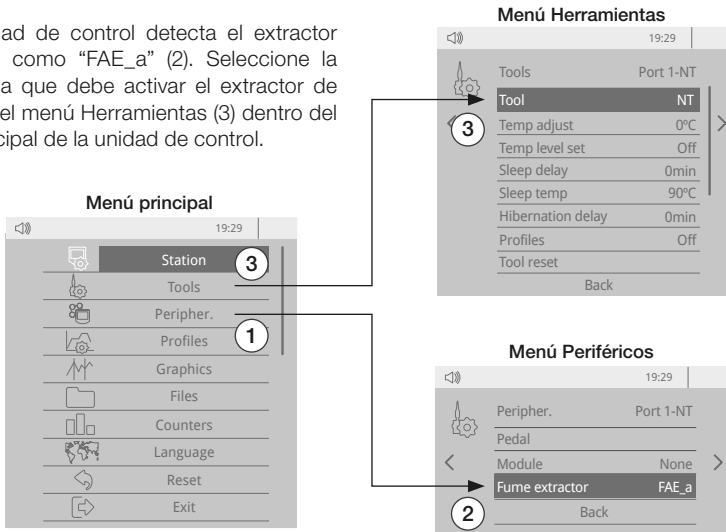 dad de control detecta el extractor
como “FAE_a” (2). Seleccione la
a que debe activar el extractor de
el menú Herramientas (3) dentro del
cipal de la unidad de control.
Menú principal
19:29
Station
3
Tools
Peripher.
1
Profiles
Graphics
Files
Counters
Language
Reset
Exit
Menú Herramientas
19:29
Tools Port 1-NT
Tool NT
3
Temp adjust 0ºC
Temp level set Off
Sleep delay 0min
Sleep temp 90ºC
Hibernation delay 0min
Profiles Off
Tool reset
Back
Menú Periféricos
19:29
Peripher. Port 1-NT
Pedal
Module None
Fume extractor FAE_a
2
Back